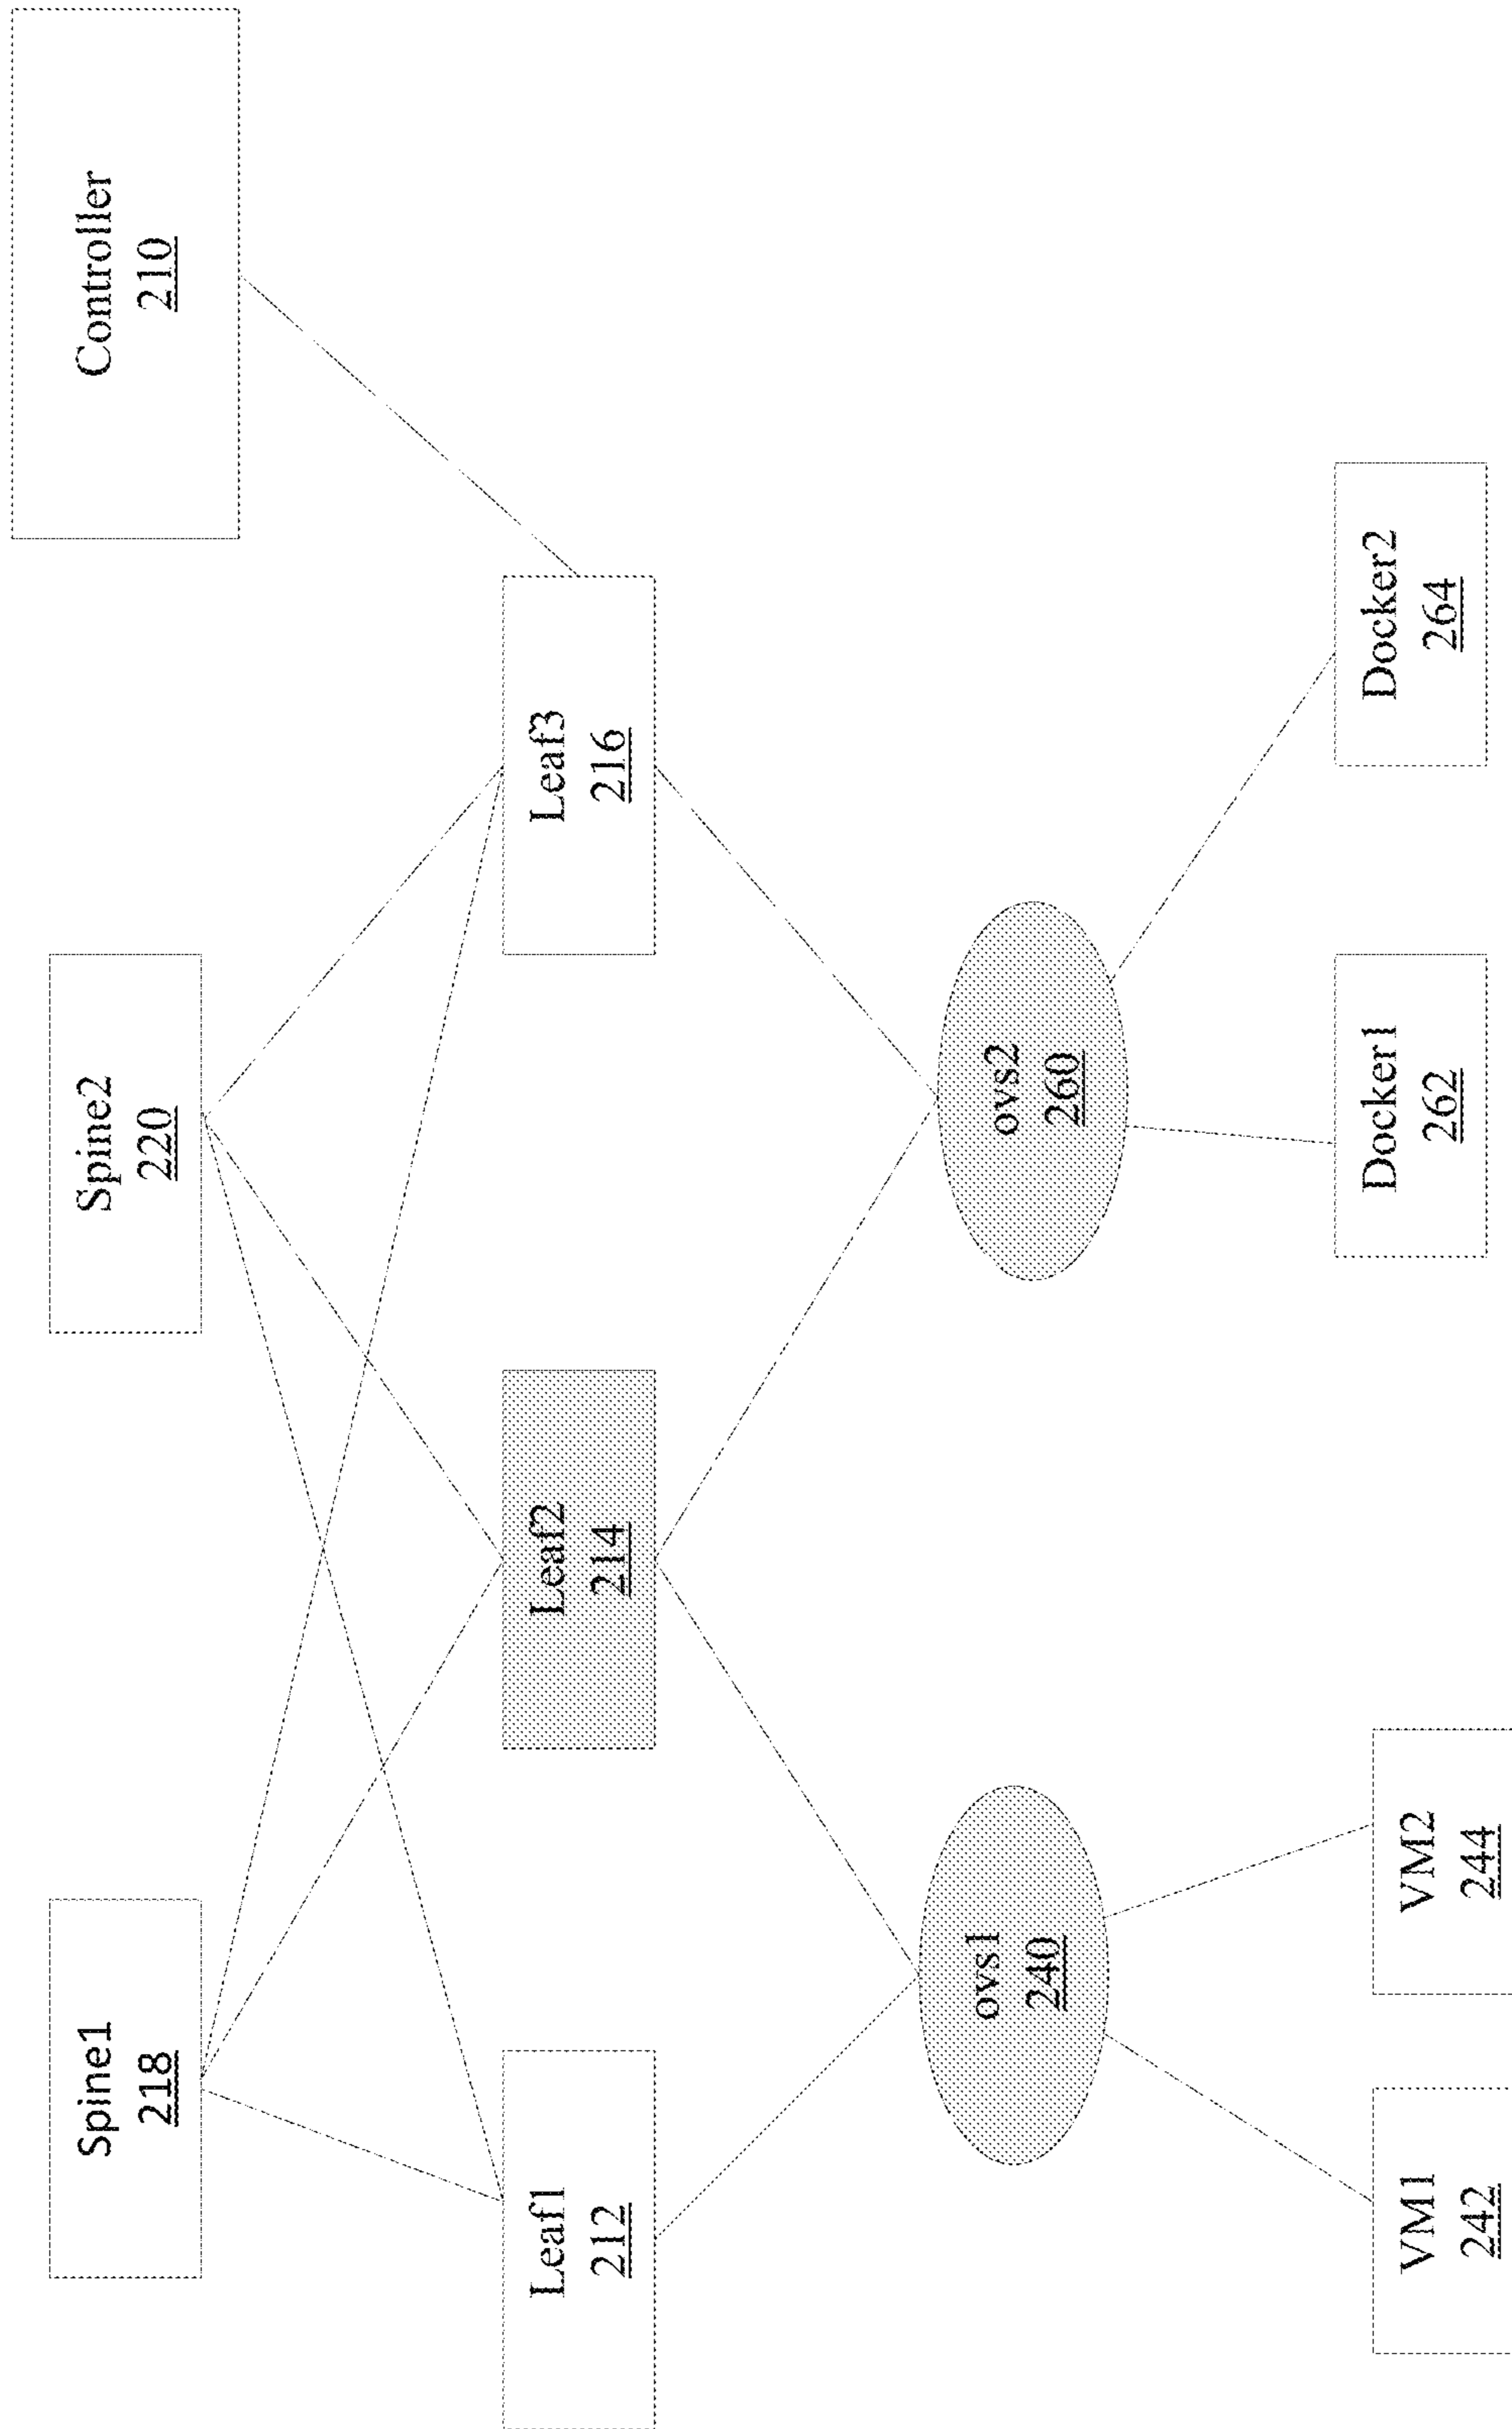 Controller
210
Spine1
218
Spine2
220
Leaf1
212
Leaf2
214
Leaf3
216
ovs1
240
ovs2
260
VM1
242
VM2
244
Docker1
262
Docker2
264